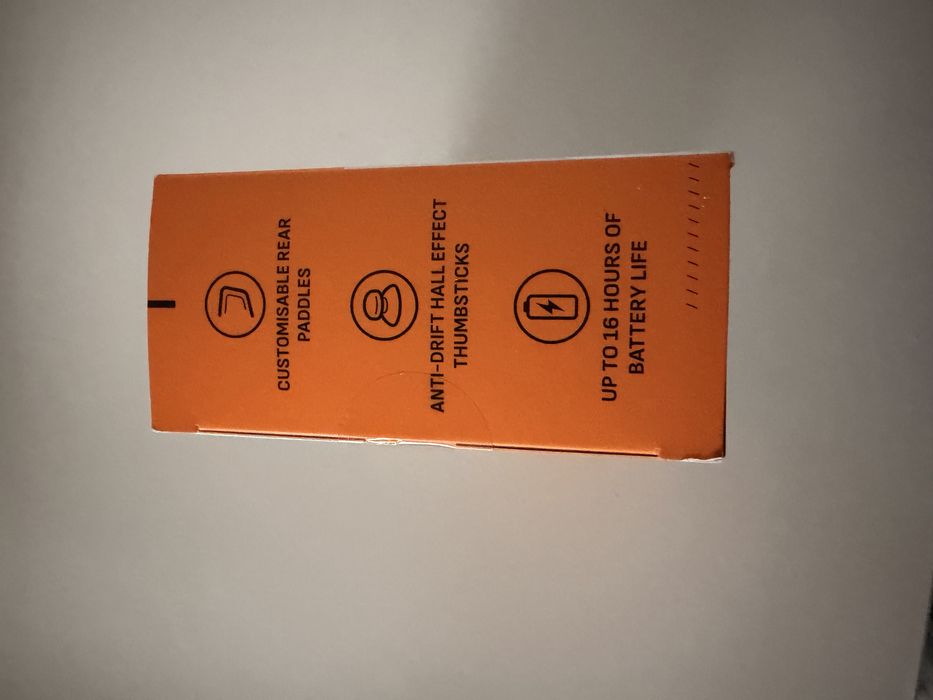 CUSTOMISABLE REAR
PADDLES
ANTI-DRIFT HALL EFFECT
THUMBSTICKS
UP TO 16 HOURS OF
BATTERY LIFE